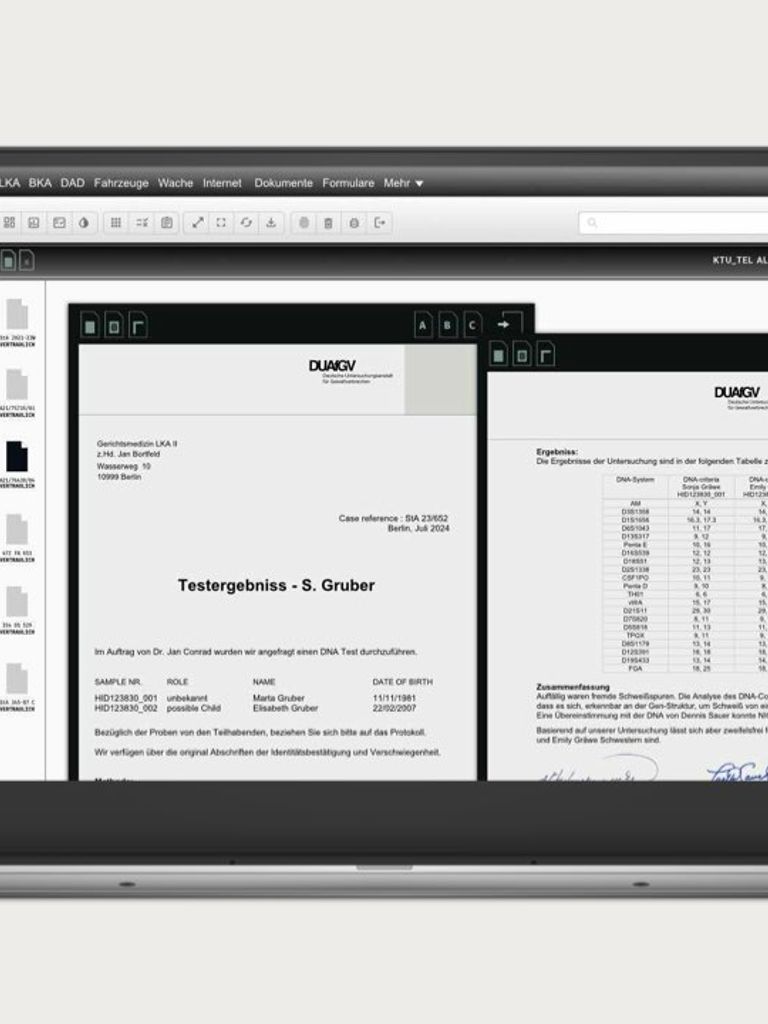 LKA BKA DAD Fahrzeuge Wache Internet Dokumente Formulare Mehr
KTU_TEL AL
VERTRAULICH
VERTRAULICH
VERTRAULICH
VERTRAULICH
VERTRAULICH
VERTRAULICH
A B C
DUAfGV
Deutsche Untersuchungsanstalt
für Gewaltverbrechen
Gerichtsmedizin LKA II
z.Hd. Jan Bortfeld
Wasserweg 10
10999 Berlin
Case reference : StA 23/652
Berlin, Juli 2024
Testergebniss - S. Gruber
Im Auftrag von Dr. Jan Conrad wurden wir angefragt einen DNA Test durchzuführen.
SAMPLE NR. ROLE NAME DATE OF BIRTH
HID123830_001 unbekannt Marta Gruber 11/11/1981
HID123830_002 possible Child Elisabeth Gruber 22/02/2007
Bezüglich der Proben von den Teilhabenden, beziehen Sie sich bitte auf das Protokoll.
Wir verfügen über die original Abschriften der Identitätsbestätigung und Verschwiegenheit.
DUAfGV
Deutsche Untersu
für Gewaltverbrechen
Ergebniss:
Die Ergebnisse der Untersuchung sind in der folgenden Tabelle z
DNA-System DNA-criteria DNA-c
Sonja Gräwe Emily
HID123830_001 HID123
AM X, Y X,
D3S1358 14, 14 14,
D1S1656 16.3, 17.3 16.3,
D6S1043 11, 17 17,
D13S317 9, 12 9,
Penta E 10, 16 10,
D16S539 12, 12 12,
D18S51 12, 13 13,
D2S1338 23, 23 23,
CSF1PO 10, 11 9,
Penta D 9, 10 8,
TH01 6, 6 6,
vWA 15, 17 15,
D21S11 29, 30 29,
D7S820 8, 11 9,
D5S818 11, 13 11,
TPOX 9, 11 9,
D8S1179 13, 14 13,
D12S391 18, 18 18,
D19S433 13, 14 14,
FGA 18, 25 18,
Zusammenfassung
Auffällig waren fremde Schweißspuren. Die Analyse des DNA-Co
dass es sich, erkennbar an der Gen-Struktur, um Schweiß von ei
Eine Übereinstimmung mit der DNA von Dennis Sauer konnte NI
Basierend auf unserer Untersuchung lässt sich aber zweifelsfrei f
und Emily Gräwe Schwestern sind.